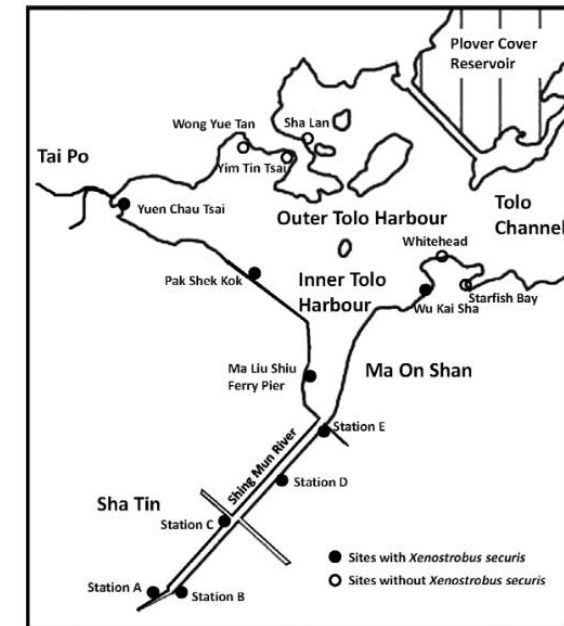 Plover Cover
Reservoir
Sha Lan
Wong Yue Tan
Tai Po
Yim Tin Tsai
Yuen Chau Tsai
Tolo
Channel
Outer Tolo Harbour
Whitehead
Pak Shek Kok
Inner Tolo
Harbour
Starfish Bay
Wu Kai Sha
Ma Liu Shiu
Ferry Pier
Ma On Shan
Station E
Shing Mun River
Station D
Sha Tin
Station C
Sites with Xenostrobus securis
Sites without Xenostrobus securis
Station A
Station B